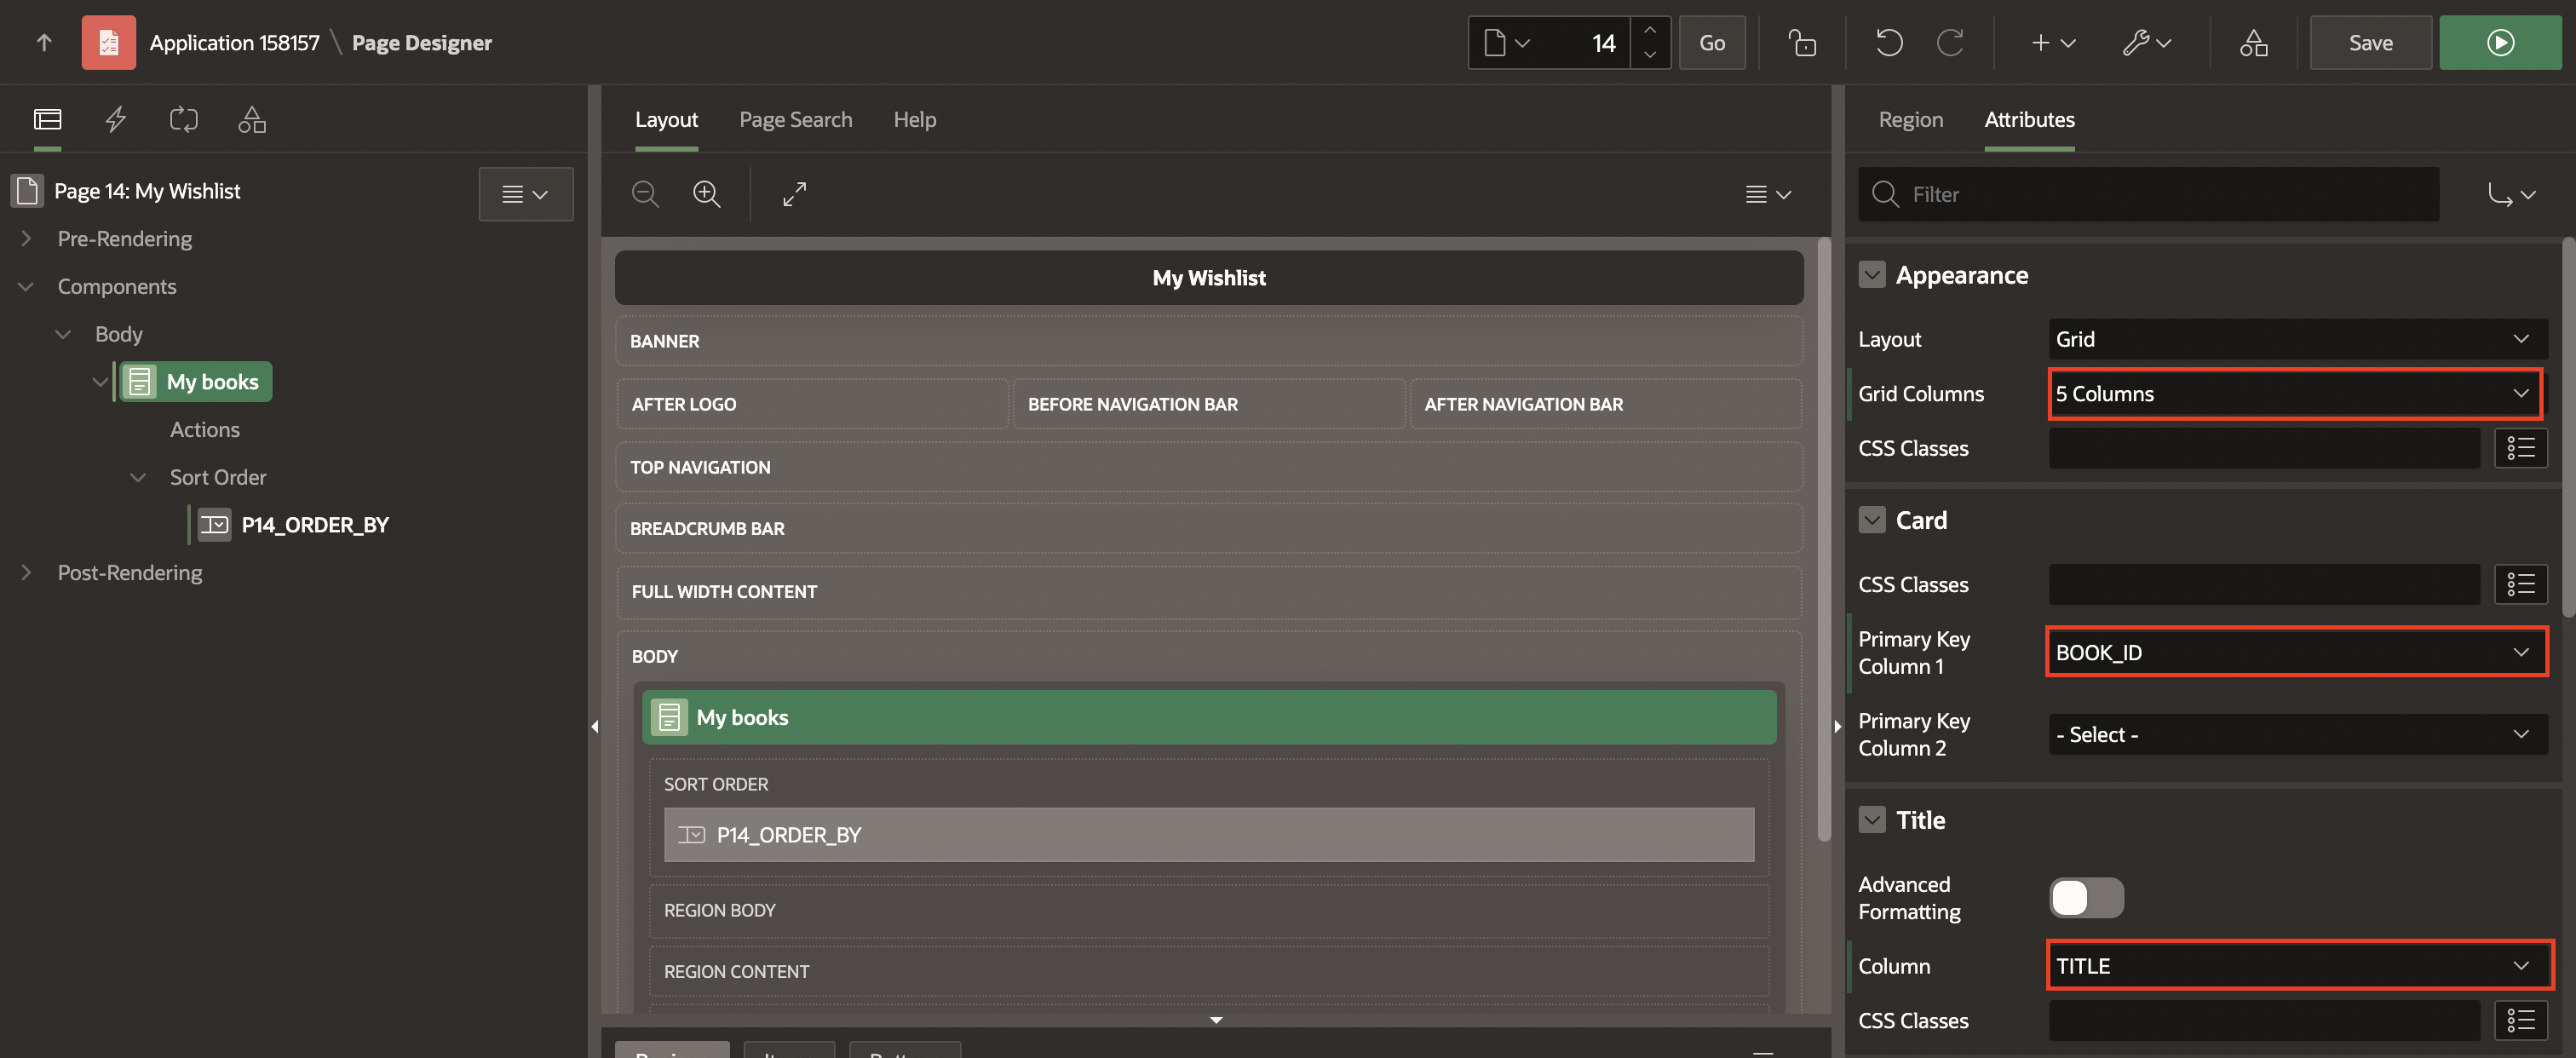 Application 158157 \ Page Designer
14
Go
Save
Page 14: My Wishlist
Pre-Rendering
Components
Body
My books
Actions
Sort Order
P14_ORDER_BY
Post-Rendering
Layout
Page Search
Help
My Wishlist
BANNER
AFTER LOGO
BEFORE NAVIGATION BAR
AFTER NAVIGATION BAR
TOP NAVIGATION
BREADCRUMB BAR
FULL WIDTH CONTENT
BODY
My books
SORT ORDER
P14_ORDER_BY
REGION BODY
REGION CONTENT
Region
Attributes
Filter
Appearance
Layout
Grid
Grid Columns
5 Columns
CSS Classes
Card
CSS Classes
Primary Key
Column 1
BOOK_ID
Primary Key
Column 2
- Select -
Title
Advanced
Formatting
Column
TITLE
CSS Classes